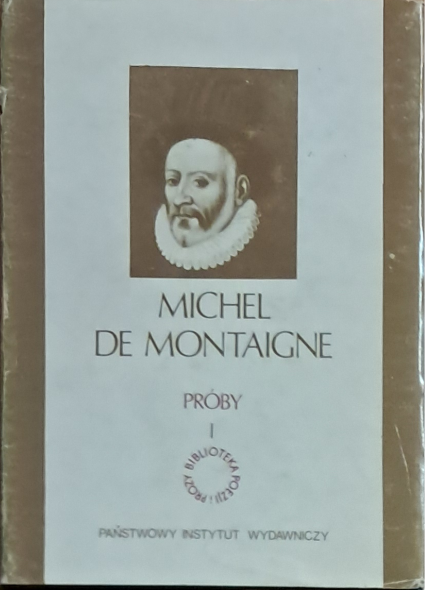 MICHEL
DE MONTAIGNE
PRÓBY
I
BIBLIOTEKA POEZJI I PROZY
PAŃSTWOWY INSTYTUT WYDAWNICZY